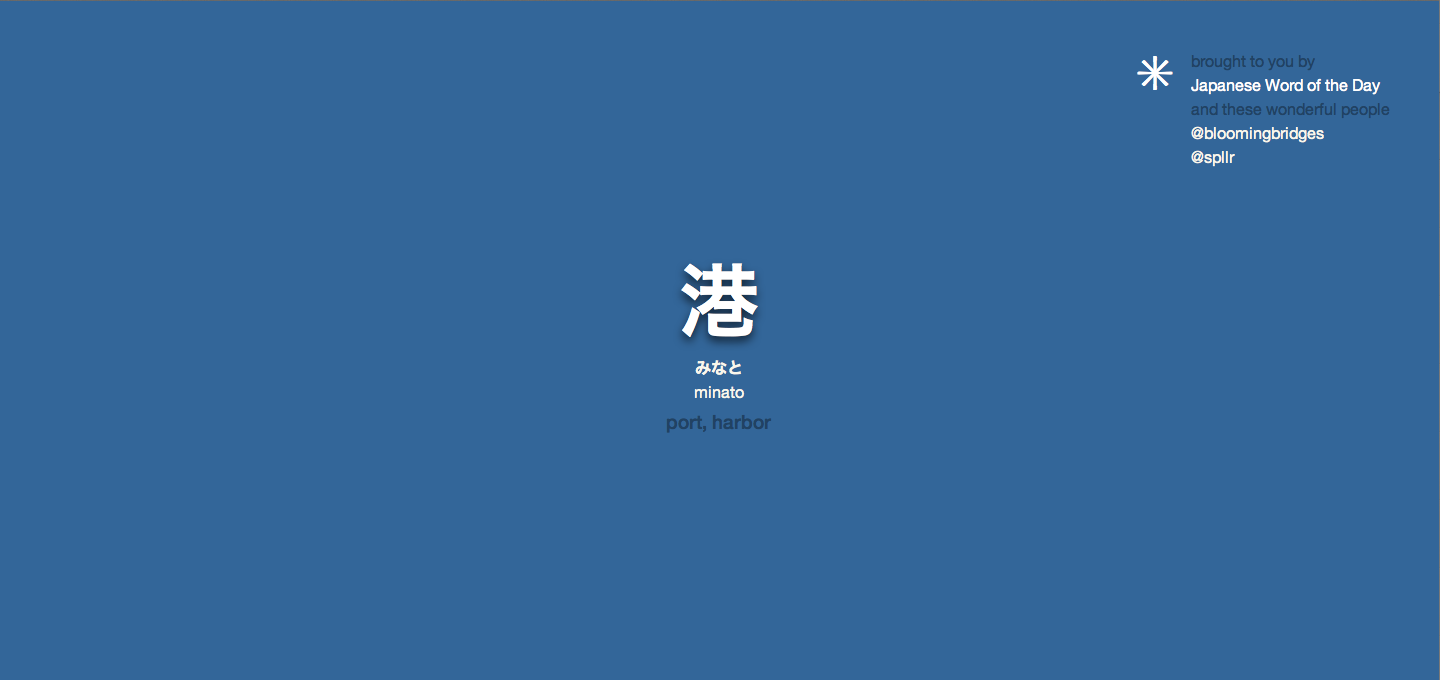 brought to you by
Japanese Word of the Day
and these wonderful people
@bloomingbridges
@spllr
港
みなと
minato
port, harbor